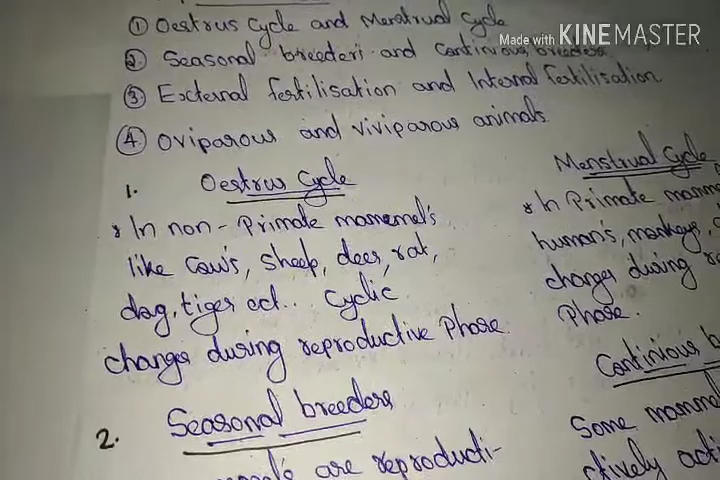 Made with KINEMASTER
① Oestrus Cycle and Menstrual Cycle
② Seasonal breeders and Continious breeders
③ External fertilisation and Internal fertilisation
④ Oviparous and viviparous animals
1. Oestrus Cycle
* In non-Primate mammel's
like Cow's, Sheep, deer, rat,
dog, tiger ect.. Cyclic
changes during reproductive Phase.
Menstrual Cycle
* In Primate
human's, monkeys,
changes during
Phase.
2. Seasonal breeders
are reproducti-
Continious
Some